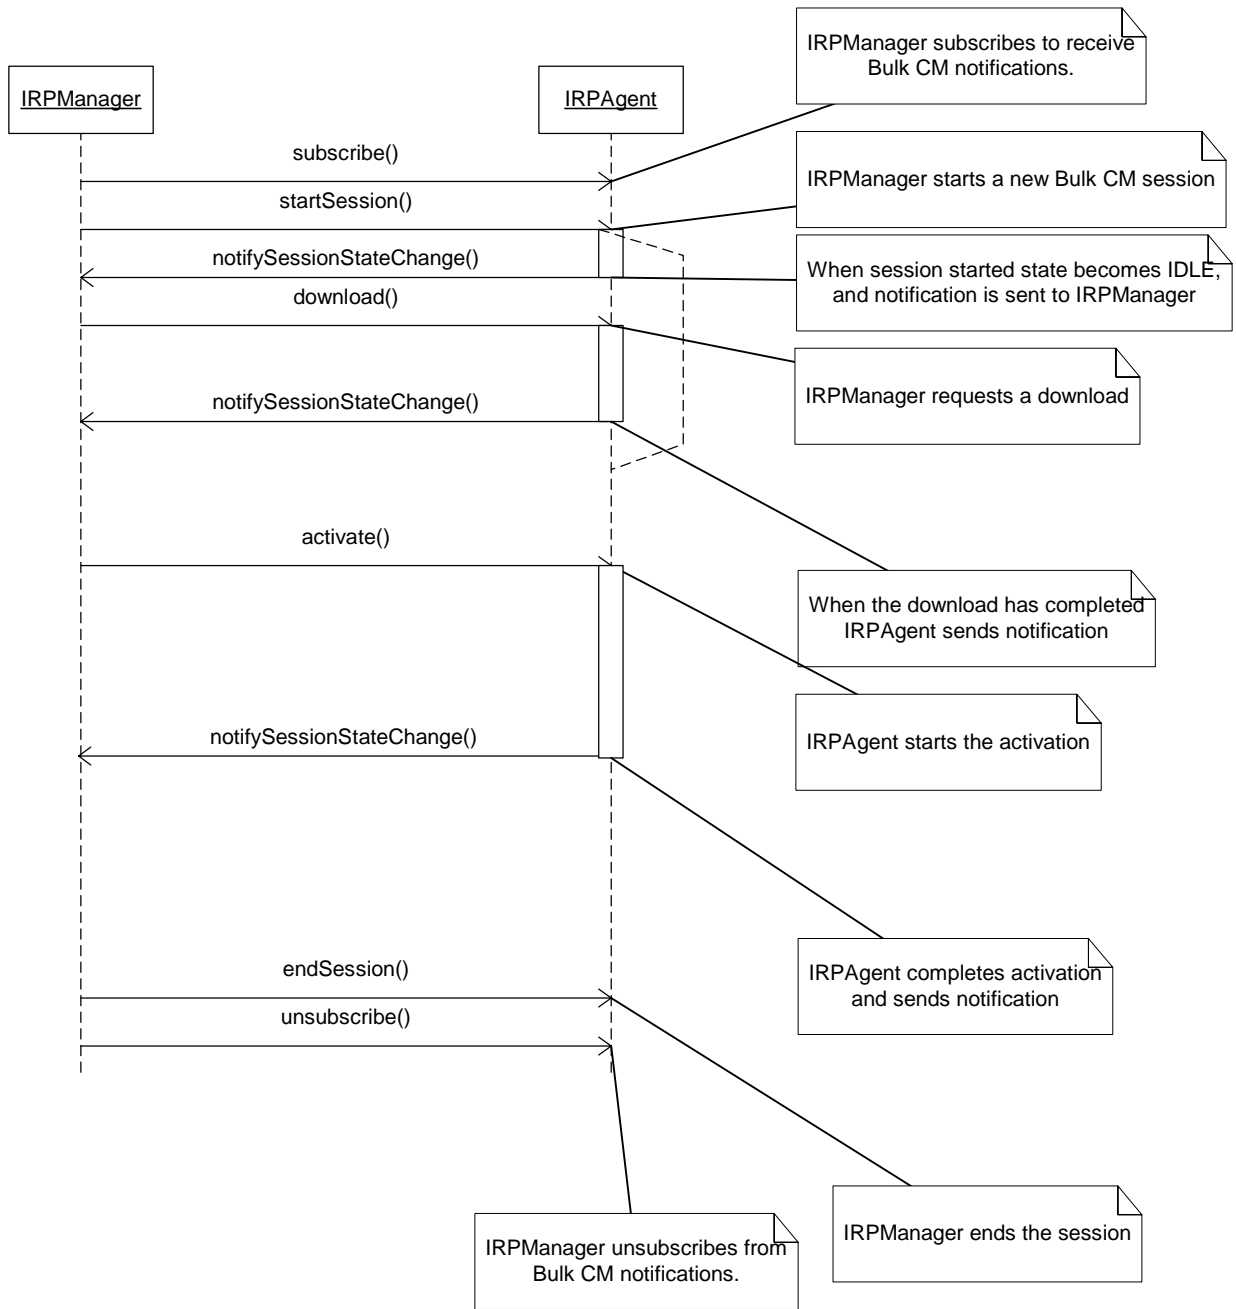 IRPManager subscribes to receive
Bulk CM notifications.
IRPManager
IRPAgent
subscribe()
IRPManager starts a new Bulk CM session
startSession()
notifySessionStateChange()
When session started state becomes IDLE,
and notification is sent to IRPManager
download()
IRPManager requests a download
notifySessionStateChange()
activate()
When the download has completed
IRPAgent sends notification
IRPAgent starts the activation
notifySessionStateChange()
IRPAgent completes activation
and sends notification
endSession()
unsubscribe()
IRPManager ends the session
IRPManager unsubscribes from
Bulk CM notifications.